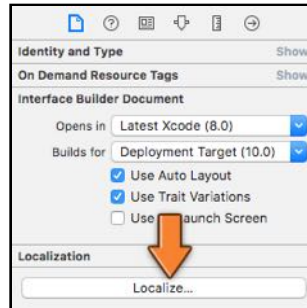 Identity and Type Show
On Demand Resource Tags Show
Interface Builder Document
Opens in Latest Xcode (8.0)
Builds for Deployment Target (10.0)
Use Auto Layout
Use Trait Variations
Use unch Screen
Localization
Localize...